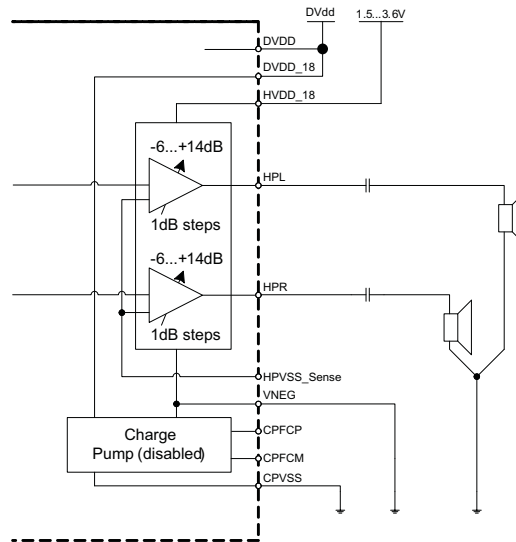 DVdd
1.5...3.6V
DVDD
DVDD_18
HVDD_18
-6...+14dB
HPL
1dB steps
-6...+14dB
HPR
1dB steps
HPVSS_Sense
VNEG
Charge
Pump (disabled)
CPFCP
CPFCM
CPVSS